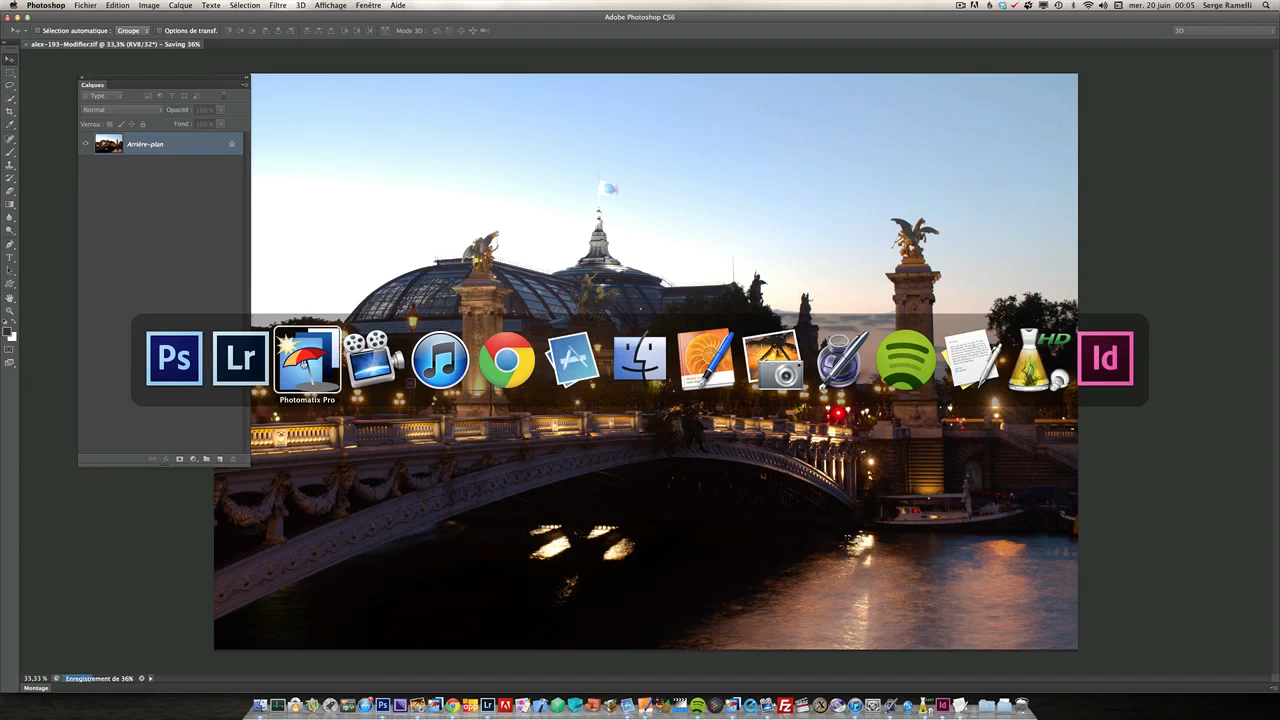 Photoshop Fichier Edition Image Calque Texte Sélection Filtre 3D Affichage Fenêtre Aide
mer. 20 juin 00:05 Serge Ramelli
Adobe Photoshop CS6
Sélection automatique : Groupe Options de transf. Mode 3D : 3D
alex-193-Modifier.tif @ 33,3% (RVB/32*) - Saving 36%
Calques
Type
Normal Opacité : 100 %
Verrou : Fond : 100 %
Arrière-plan
Ps Lr HD Id
Photomatix Pro
33,33 % Enregistrement de 36%
Montage